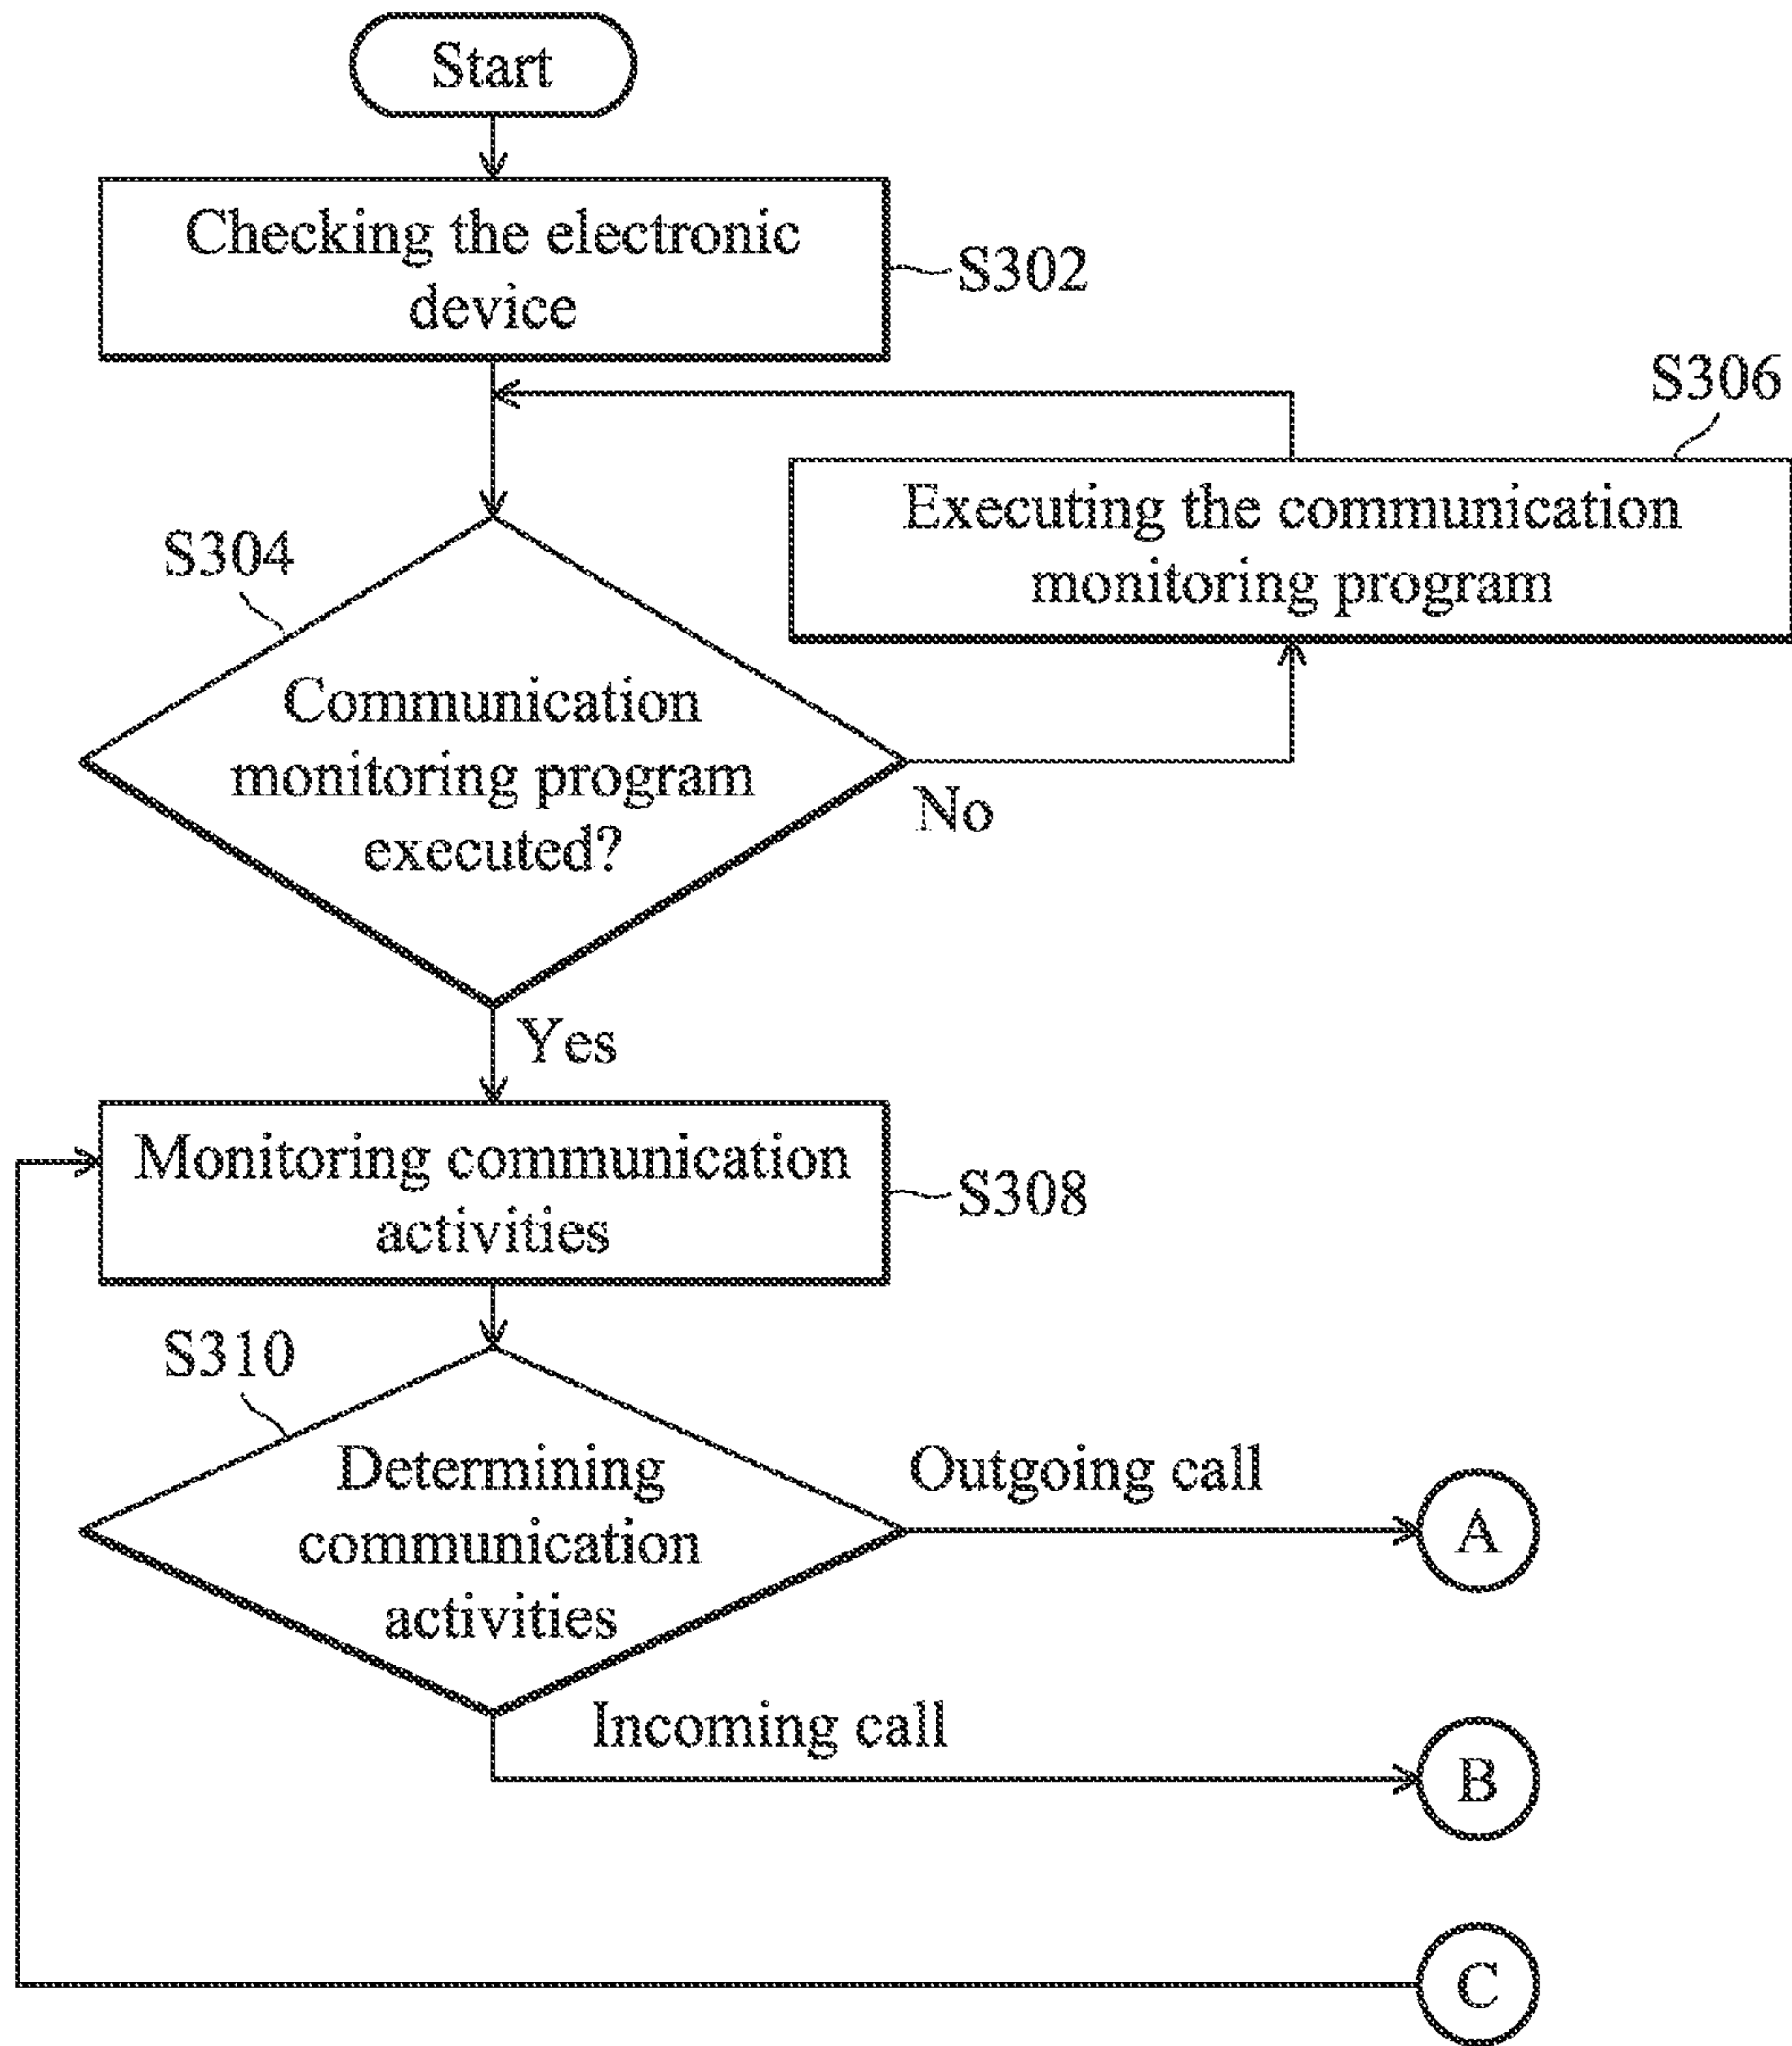 Start
Checking the electronic
device
S302
S306
Executing the communication
monitoring program
S304
Communication
monitoring program
executed?
No
Yes
Monitoring communication
activities
S308
S310
Determining
communication
activities
Outgoing call
A
Incoming call
B
C